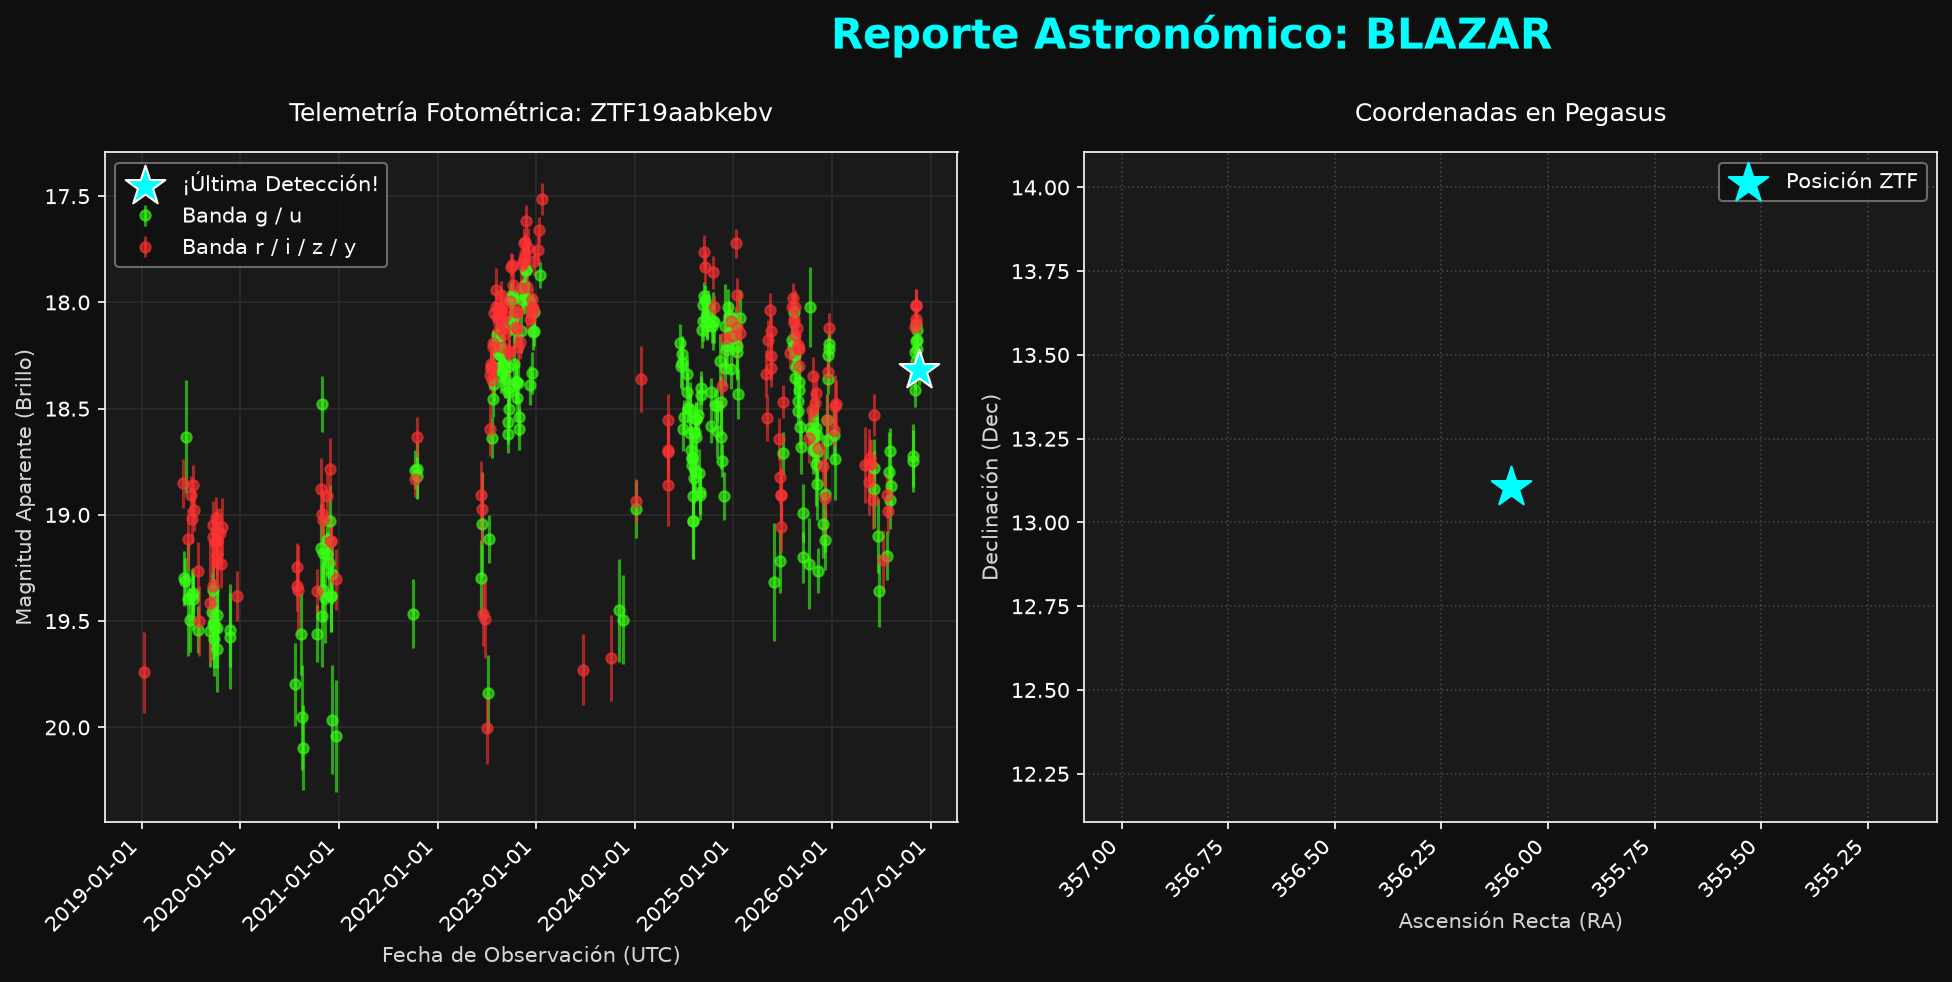 Reporte Astronómico: BLAZAR
Telemetría Fotométrica: ZTF19aabkebv
¡Última Detección!
Banda g / u
Banda r / i / z / y
Magnitud Aparente (Brillo)
17.5
18.0
18.5
19.0
19.5
20.0
2019-01-01
2020-01-01
2021-01-01
2022-01-01
2023-01-01
2024-01-01
2025-01-01
2026-01-01
2027-01-01
Fecha de Observación (UTC)
Coordenadas en Pegasus
Posición ZTF
Declinación (Dec)
14.00
13.75
13.50
13.25
13.00
12.75
12.50
12.25
357.00
356.75
356.50
356.25
356.00
355.75
355.50
355.25
Ascensión Recta (RA)